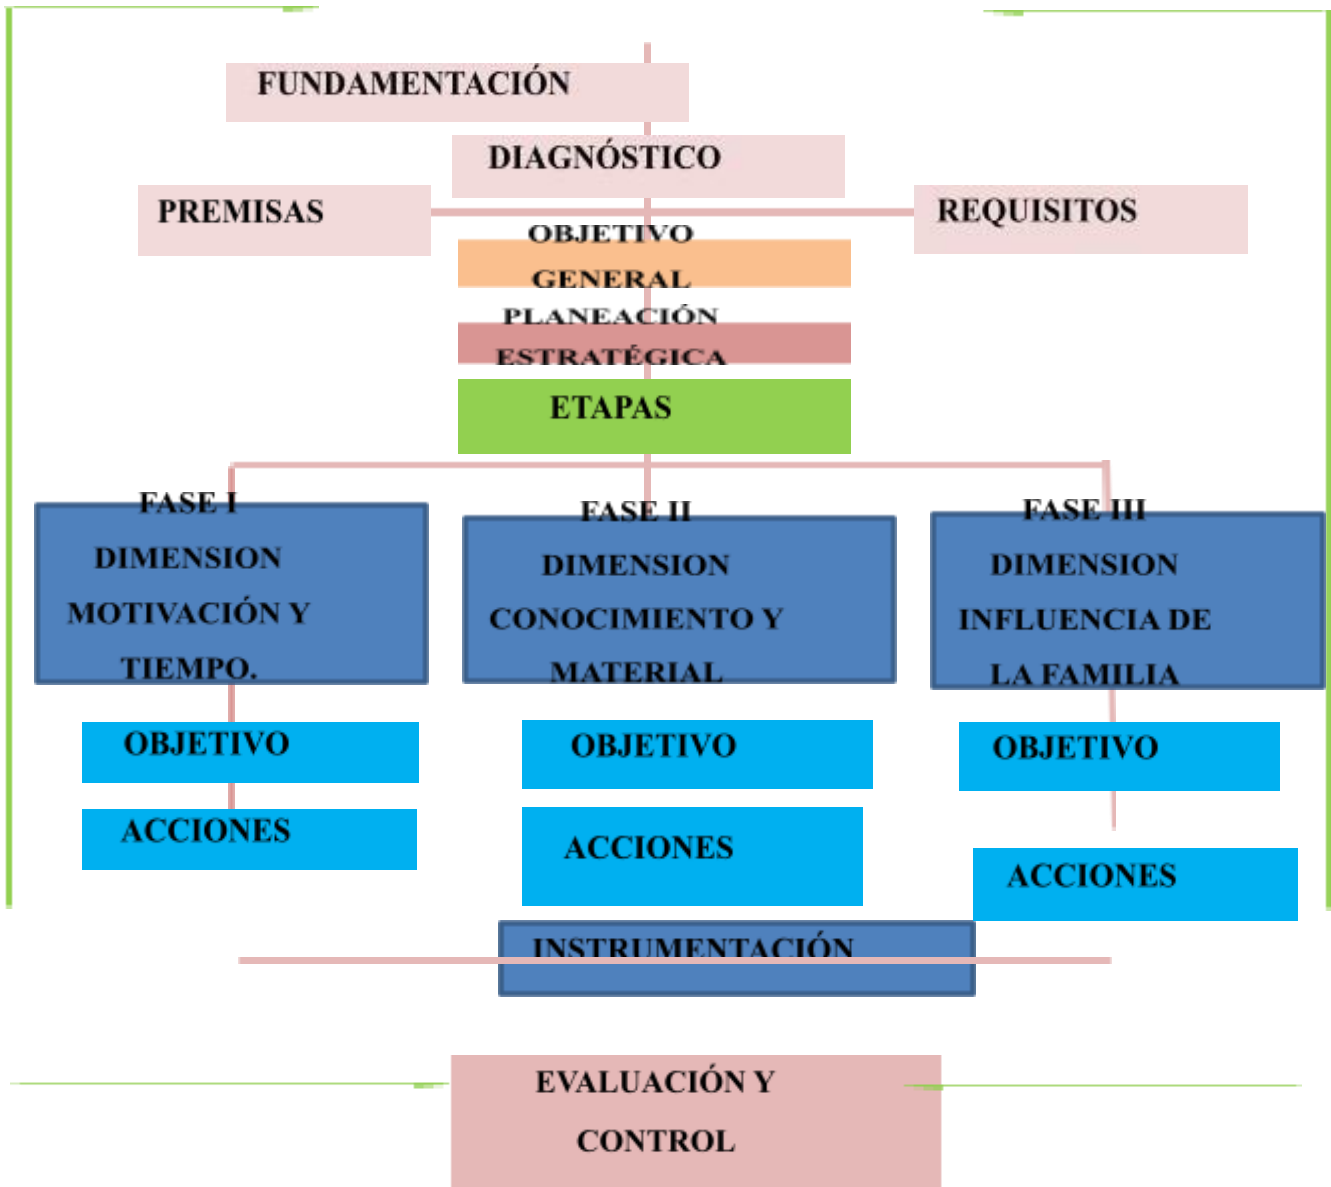 FUNDAMENTACIÓN
DIAGNÓSTICO
PREMISAS
REQUISITOS
OBJETIVO
GENERAL
PLANEACIÓN
ESTRATÉGICA
ETAPAS
FASE I
DIMENSION
MOTIVACIÓN Y
TIEMPO.
FASE II
DIMENSION
CONOCIMIENTO Y
MATERIAL
FASE III
DIMENSION
INFLUENCIA DE
LA FAMILIA
OBJETIVO
OBJETIVO
OBJETIVO
ACCIONES
ACCIONES
ACCIONES
INSTRUMENTACIÓN
EVALUACIÓN Y
CONTROL